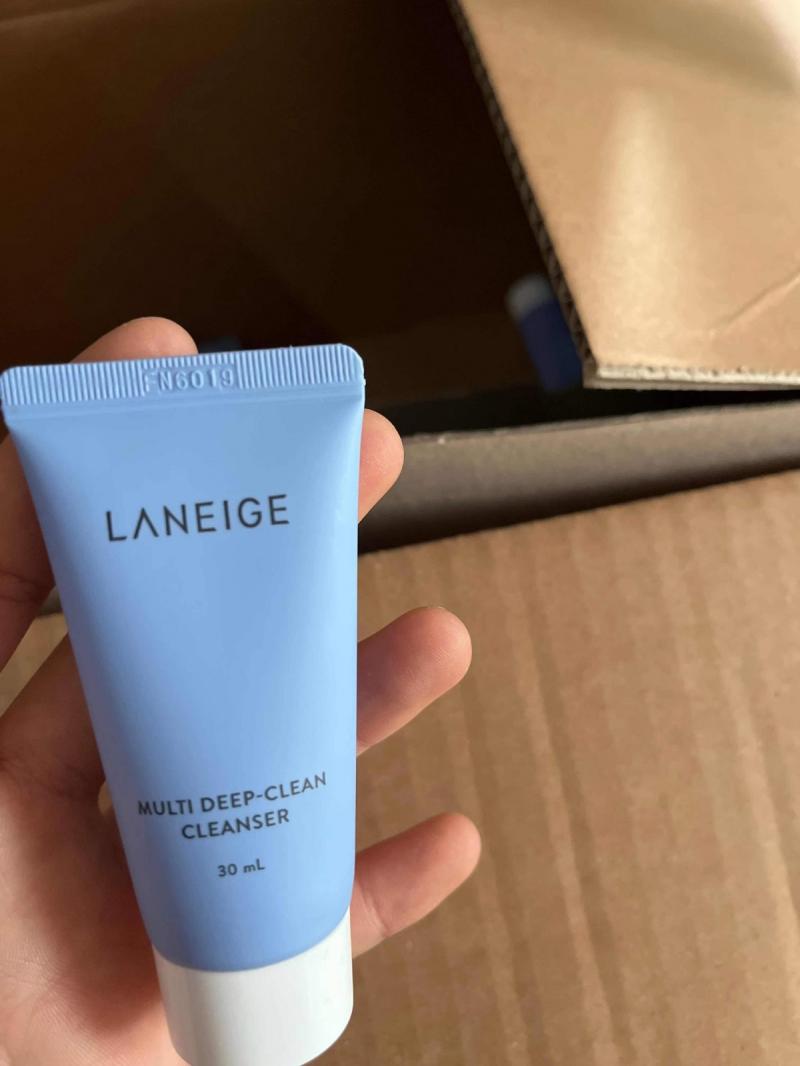 FN6019
LANEIGE
MULTI DEEP-CLEAN
CLEANSER
30 mL